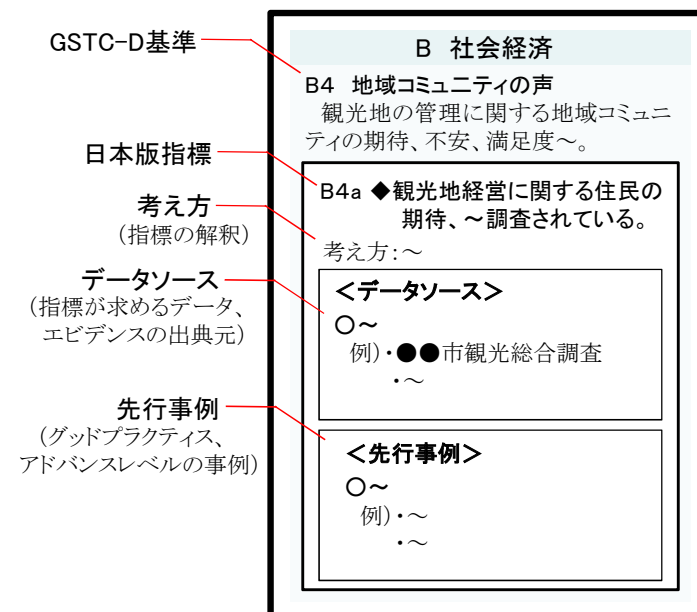 GSTC-D基準
日本版指標
考え方
(指標の解釈)
データソース
(指標が求めるデータ、
エビデンスの出典元)
先行事例
(グッドプラクティス、
アドバンスレベルの事例)
B 社会経済
B4 地域コミュニティの声
観光地の管理に関する地域コミュニ
ティの期待、不安、満足度～。
B4a ◆観光地経営に関する住民の
期待、～調査されている。
考え方:～
＜データソース＞
〇～
例)・●●市観光総合調査
・～
＜先行事例＞
〇～
例)・～
・～